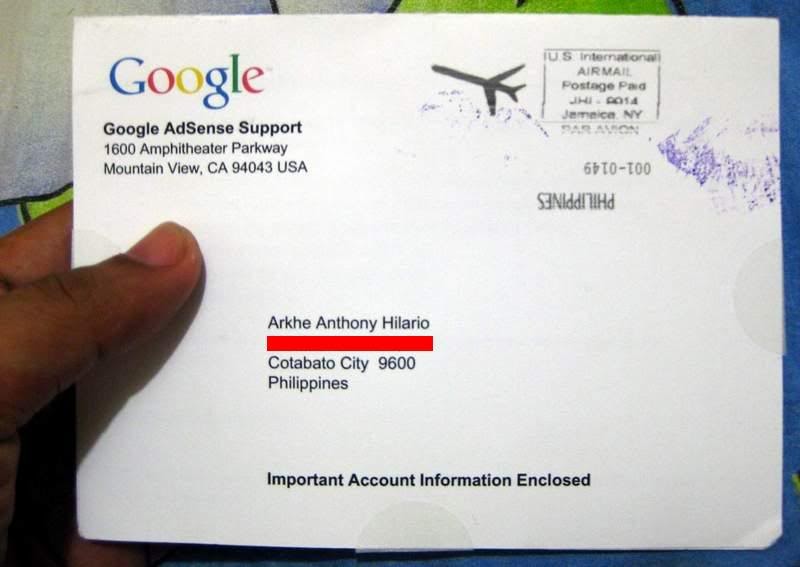 Google
Google AdSense Support
1600 Amphitheater Parkway
Mountain View, CA 94043 USA
U.S. International
AIRMAIL
Postage Paid
Jamaica, NY
PAR AVION
001-0149
PHILIPPINES
Arkhe Anthony Hilario
Cotabato City 9600
Philippines
Important Account Information Enclosed